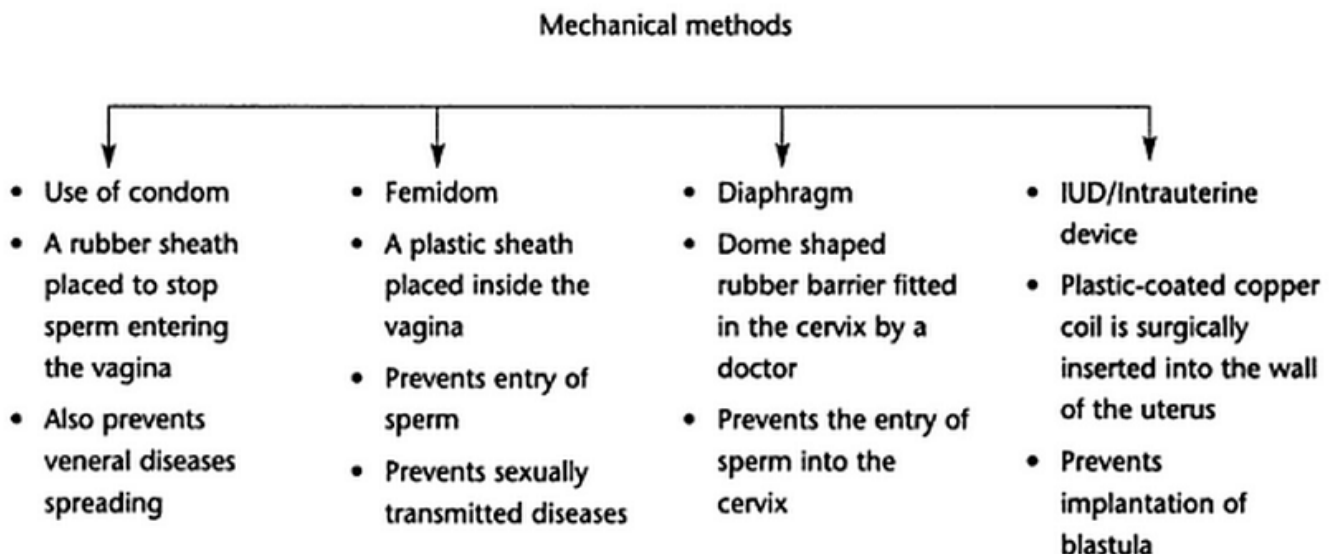 Mechanical methods
• Use of condom
• A rubber sheath
placed to stop
sperm entering
the vagina
• Also prevents
veneral diseases
spreading
• Femidom
• A plastic sheath
placed inside the
vagina
• Prevents entry of
sperm
• Prevents sexually
transmitted diseases
• Diaphragm
• Dome shaped
rubber barrier fitted
in the cervix by a
doctor
• Prevents the entry of
sperm into the
cervix
• IUD/Intrauterine
device
• Plastic-coated copper
coil is surgically
inserted into the wall
of the uterus
• Prevents
implantation of
blastula